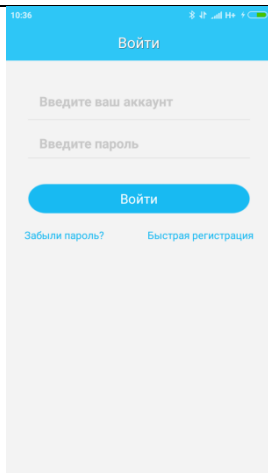 10:36 H+
Войти
Введите ваш аккаунт
Введите пароль
Войти
Забыли пароль? Быстрая регистрация